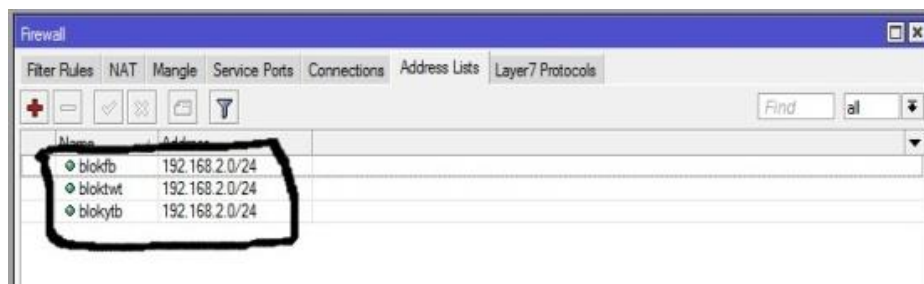 Firewall
Filter Rules NAT Mangle Service Ports Connections Address Lists Layer7 Protocols
Find all
Name Address
blokfb 192.168.2.0/24
bloktwt 192.168.2.0/24
blokytb 192.168.2.0/24